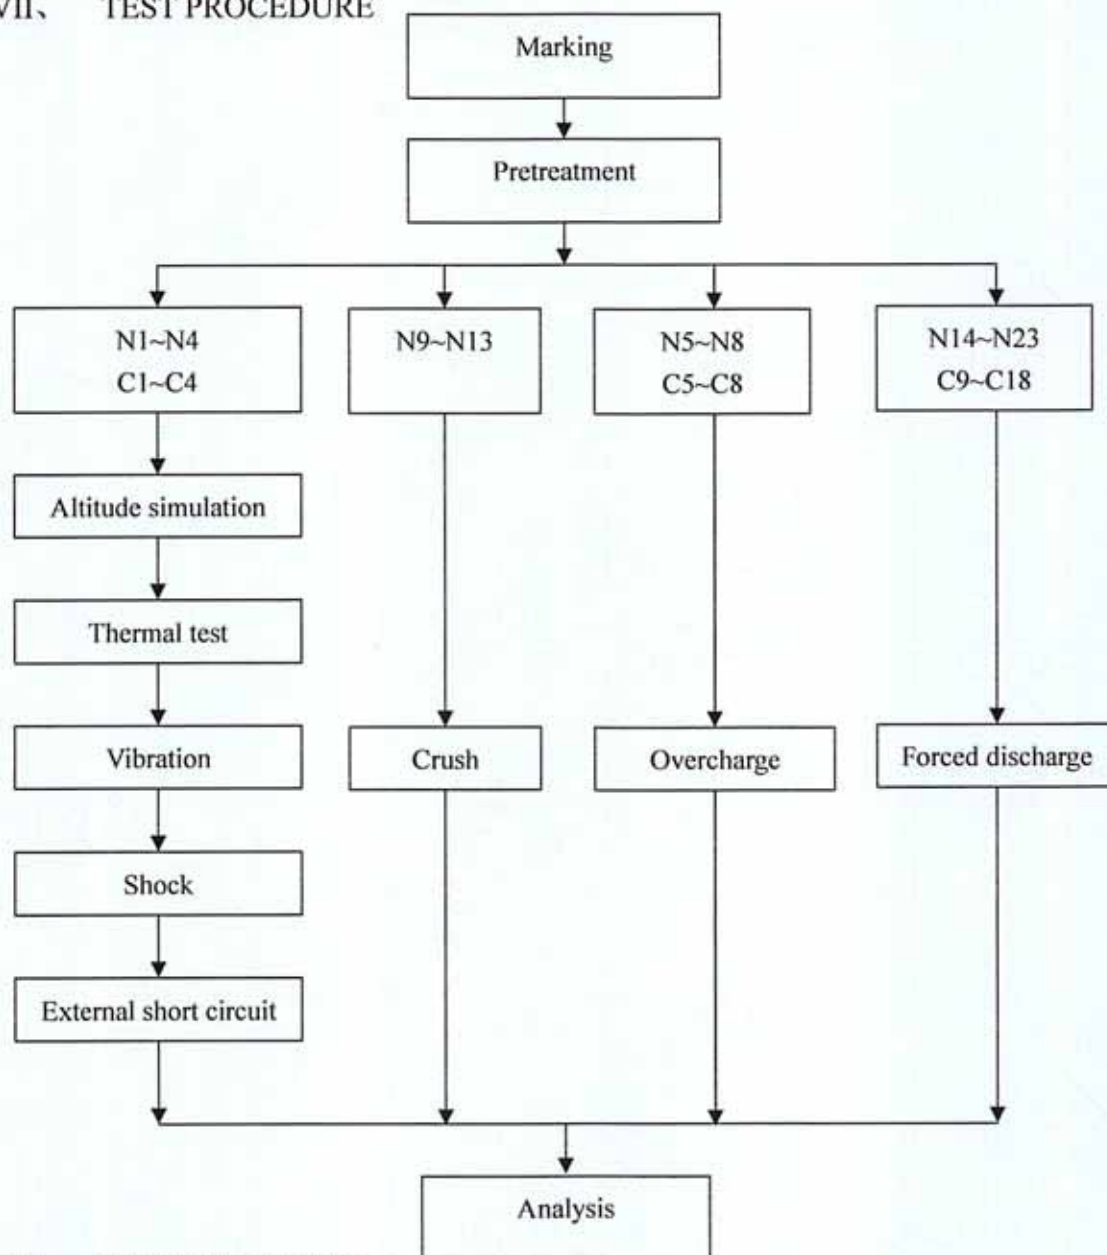 VII、 TEST PROCEDURE
Marking
Pretreatment
N1~N4
C1~C4
N9~N13
N5~N8
C5~C8
N14~N23
C9~C18
Altitude simulation
Thermal test
Vibration
Crush
Overcharge
Forced discharge
Shock
External short circuit
Analysis